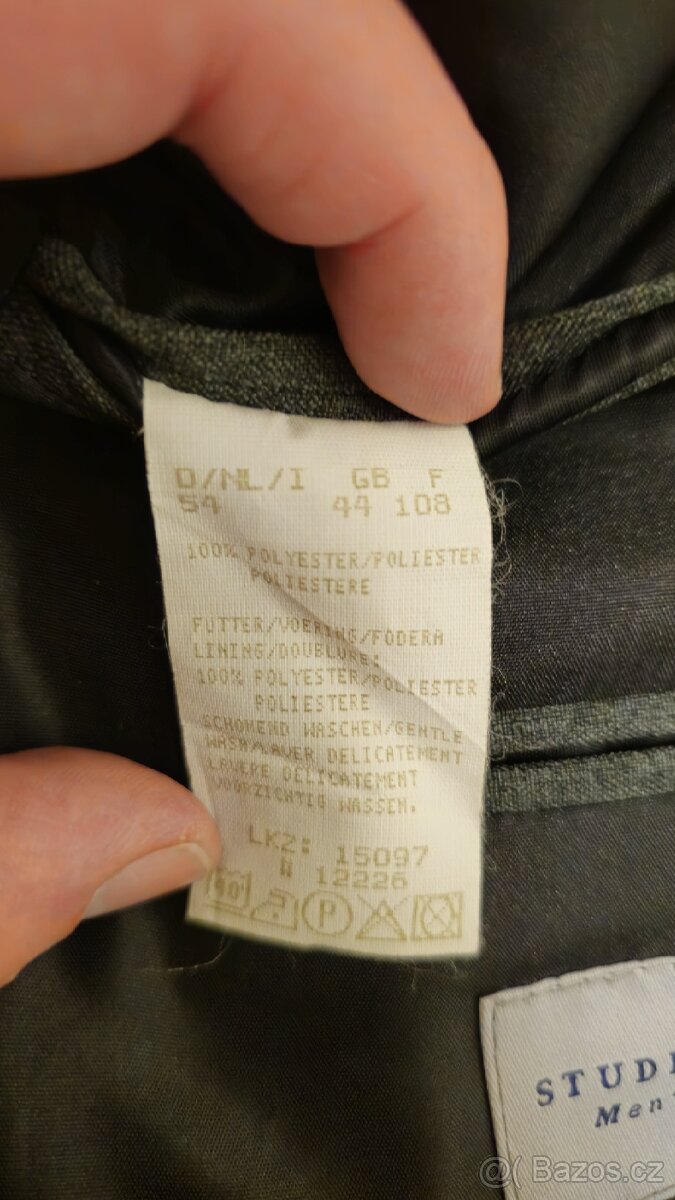 D/NL/I GB F
54 44 108
100% POLYESTER/POLIESTER
POLIESTERE
FUTTER/VOERING/FODERA
LINING/DOUBLURE:
100% POLYESTER/POLIESTER
POLIESTERE
SCHONEND WASCHEN/GENTLE
WASH/LAVER DELICATEMENT
LAVERE DELICATEMENT
VOORZICHTIG WASSEN.
LKZ: 15097
N 12226
P
STUD
Men
@( Bazos.cz